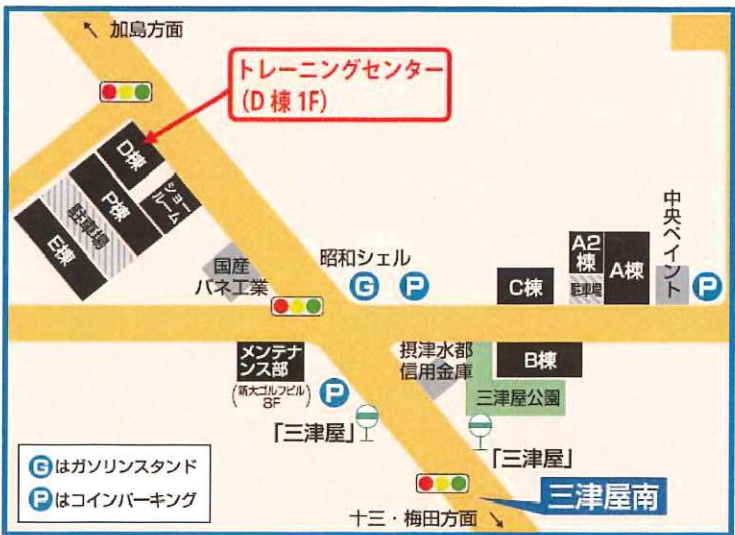 ↖ 加島方面
トレーニングセンター
(D棟 1F)
D棟
P棟
ショー
ルーム
駐車場
E棟
国産
バネ工業
昭和シェル
G
P
C棟
A2
棟
駐車場
A棟
中央ペイント
P
メンテナ
ンス部
(新大ゴルフビル
8F)
P
摂津水都
信用金庫
B棟
三津屋公園
「三津屋」
「三津屋」
Gはガソリンスタンド
Pはコインパーキング
三津屋南
十三・梅田方面 ↘